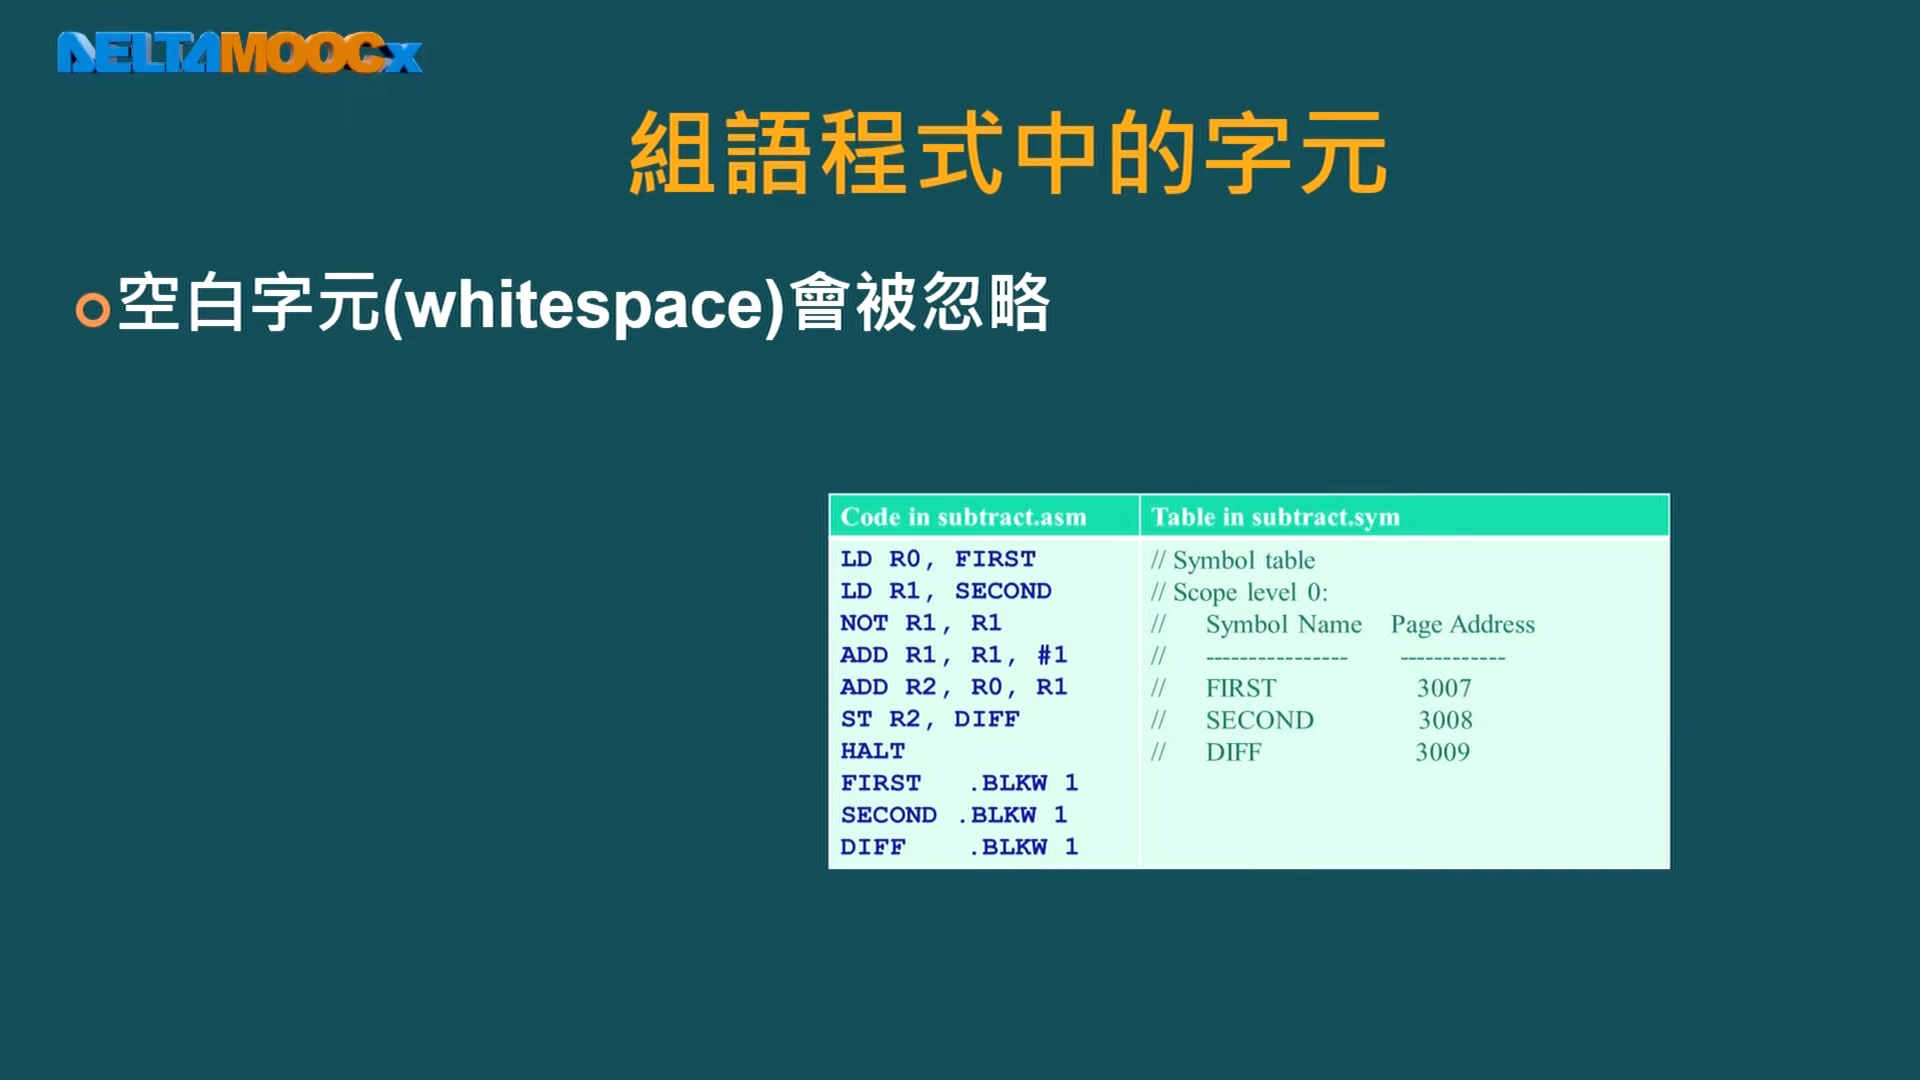 DELTAMOOCx
組語程式中的字元
空白字元(whitespace)會被忽略
Code in subtract.asm
LD R0, FIRST
LD R1, SECOND
NOT R1, R1
ADD R1, R1, #1
ADD R2, R0, R1
ST R2, DIFF
HALT
FIRST .BLKW 1
SECOND .BLKW 1
DIFF .BLKW 1
Table in subtract.sym
// Symbol table
// Scope level 0:
// Symbol Name Page Address
// ---------------- ------------
// FIRST 3007
// SECOND 3008
// DIFF 3009